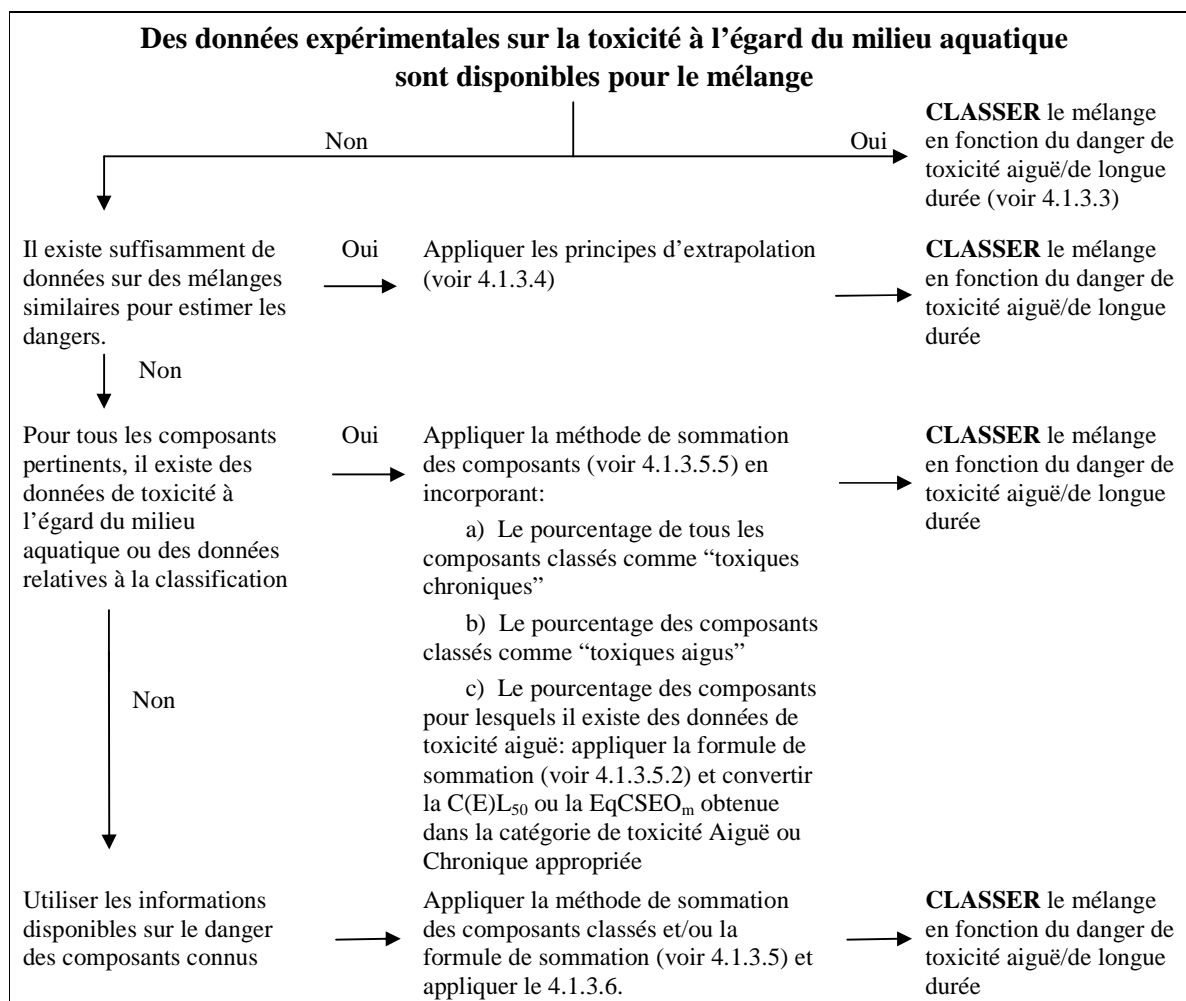 Des données expérimentales sur la toxicité à l'égard du milieu aquatique
sont disponibles pour le mélange
Non
Oui
CLASSER le mélange
en fonction du danger de
toxicité aiguë/de longue
durée (voir 4.1.3.3)
Il existe suffisamment de
données sur des mélanges
similaires pour estimer les
dangers.
Oui
Appliquer les principes d'extrapolation
(voir 4.1.3.4)
CLASSER le mélange
en fonction du danger de
toxicité aiguë/de longue
durée
Non
Pour tous les composants
pertinents, il existe des
données de toxicité à
l'égard du milieu
aquatique ou des données
relatives à la classification
Oui
Appliquer la méthode de sommation
des composants (voir 4.1.3.5.5) en
incorporant:
a) Le pourcentage de tous les
composants classés comme “toxiques
chroniques”
b) Le pourcentage des composants
classés comme “toxiques aigus”
c) Le pourcentage des composants
pour lesquels il existe des données de
toxicité aiguë: appliquer la formule de
sommation (voir 4.1.3.5.2) et convertir
la C(E)L50 ou la EqCSEOm obtenue
dans la catégorie de toxicité Aiguë ou
Chronique appropriée
CLASSER le mélange
en fonction du danger de
toxicité aiguë/de longue
durée
Non
Utiliser les informations
disponibles sur le danger
des composants connus
Appliquer la méthode de sommation
des composants classés et/ou la
formule de sommation (voir 4.1.3.5) et
appliquer le 4.1.3.6.
CLASSER le mélange
en fonction du danger de
toxicité aiguë/de longue
durée